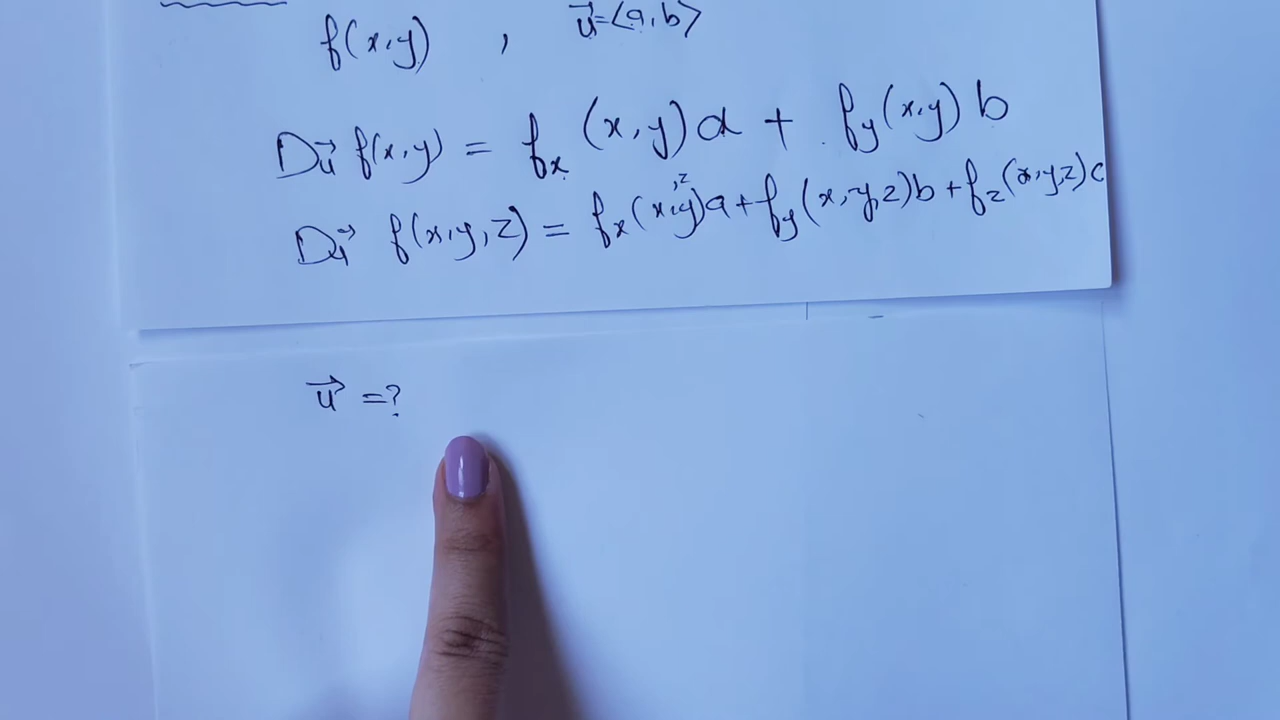 f(x,y) , u⃗=⟨a,b⟩
Du⃗ f(x,y) = fx (x,y)a + fy(x,y) b
Du⃗ f(x,y,z) = fx(x,y,z)a+fy(x,y,z)b+fz(x,y,z)c
u⃗ =?